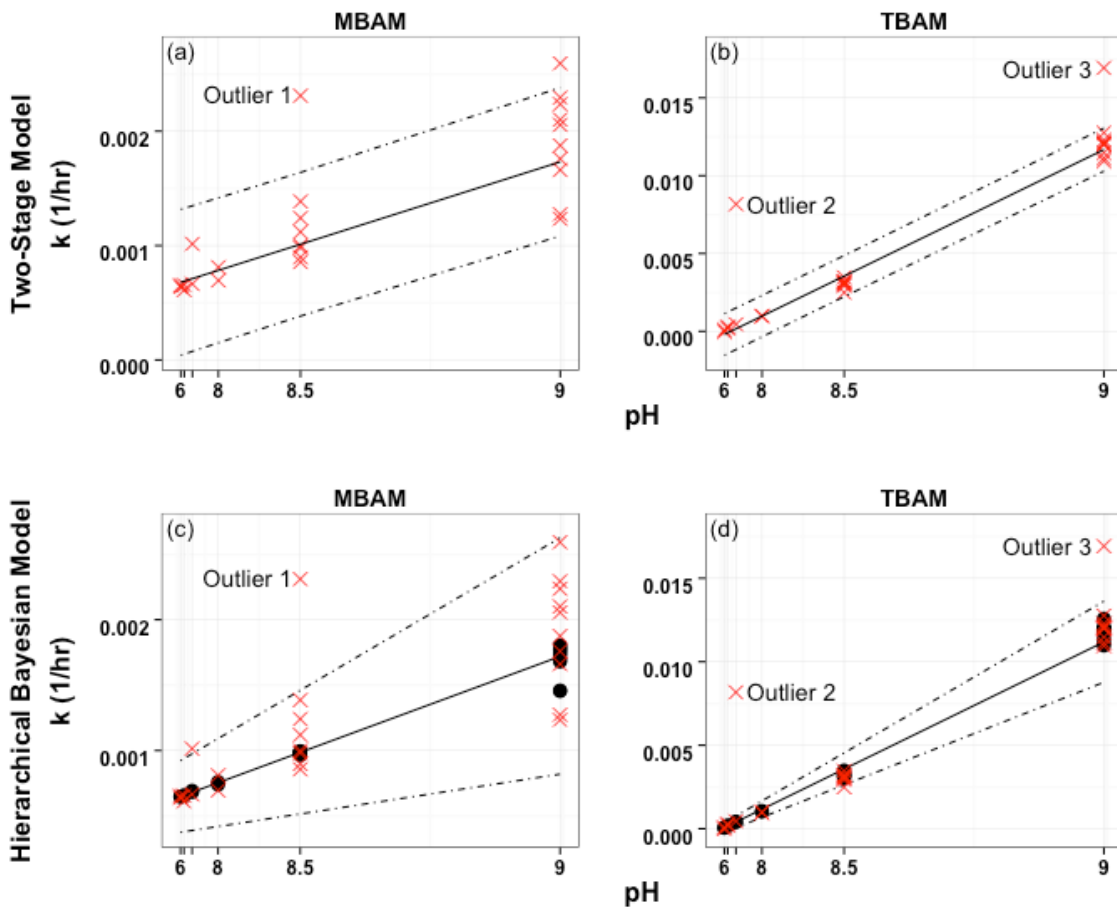 MBAM
TBAM
Two-Stage Model
k (1/hr)
(a)
Outlier 1
0.002
0.001
0.000
6
8
8.5
9
(b)
Outlier 3
Outlier 2
0.015
0.010
0.005
0.000
6
8
8.5
9
pH
MBAM
TBAM
Hierarchical Bayesian Model
k (1/hr)
(c)
Outlier 1
0.002
0.001
6
8
8.5
9
(d)
Outlier 3
Outlier 2
0.015
0.010
0.005
0.000
6
8
8.5
9
pH